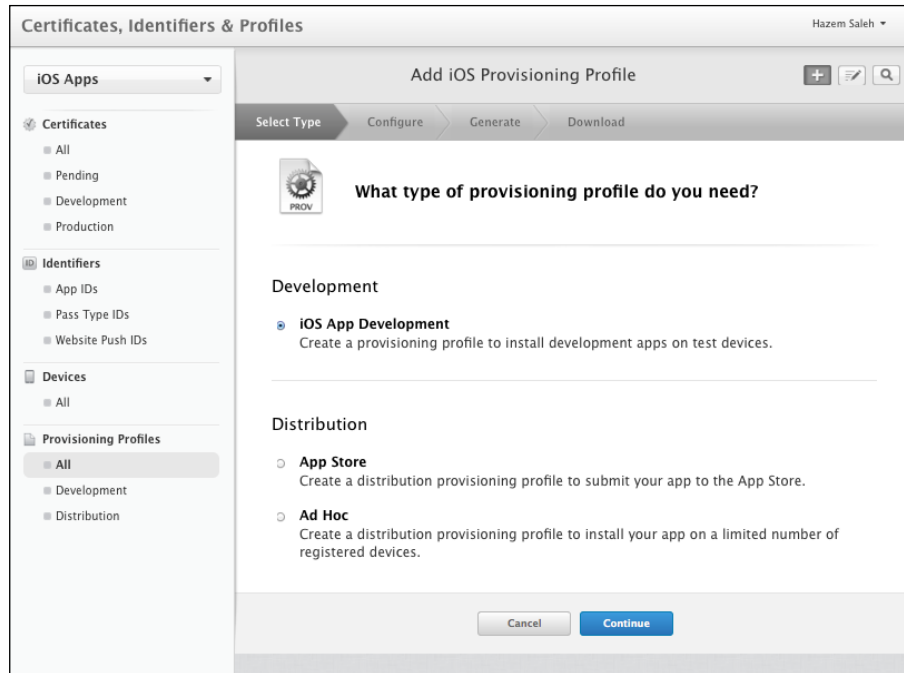 Certificates, Identifiers & Profiles
Hazem Saleh
iOS Apps
Certificates
All
Pending
Development
Production
ID Identifiers
App IDs
Pass Type IDs
Website Push IDs
Devices
All
Provisioning Profiles
All
Development
Distribution
Add iOS Provisioning Profile
Select Type
Configure
Generate
Download
PROV
What type of provisioning profile do you need?
Development
iOS App Development
Create a provisioning profile to install development apps on test devices.
Distribution
App Store
Create a distribution provisioning profile to submit your app to the App Store.
Ad Hoc
Create a distribution provisioning profile to install your app on a limited number of
registered devices.
Cancel
Continue